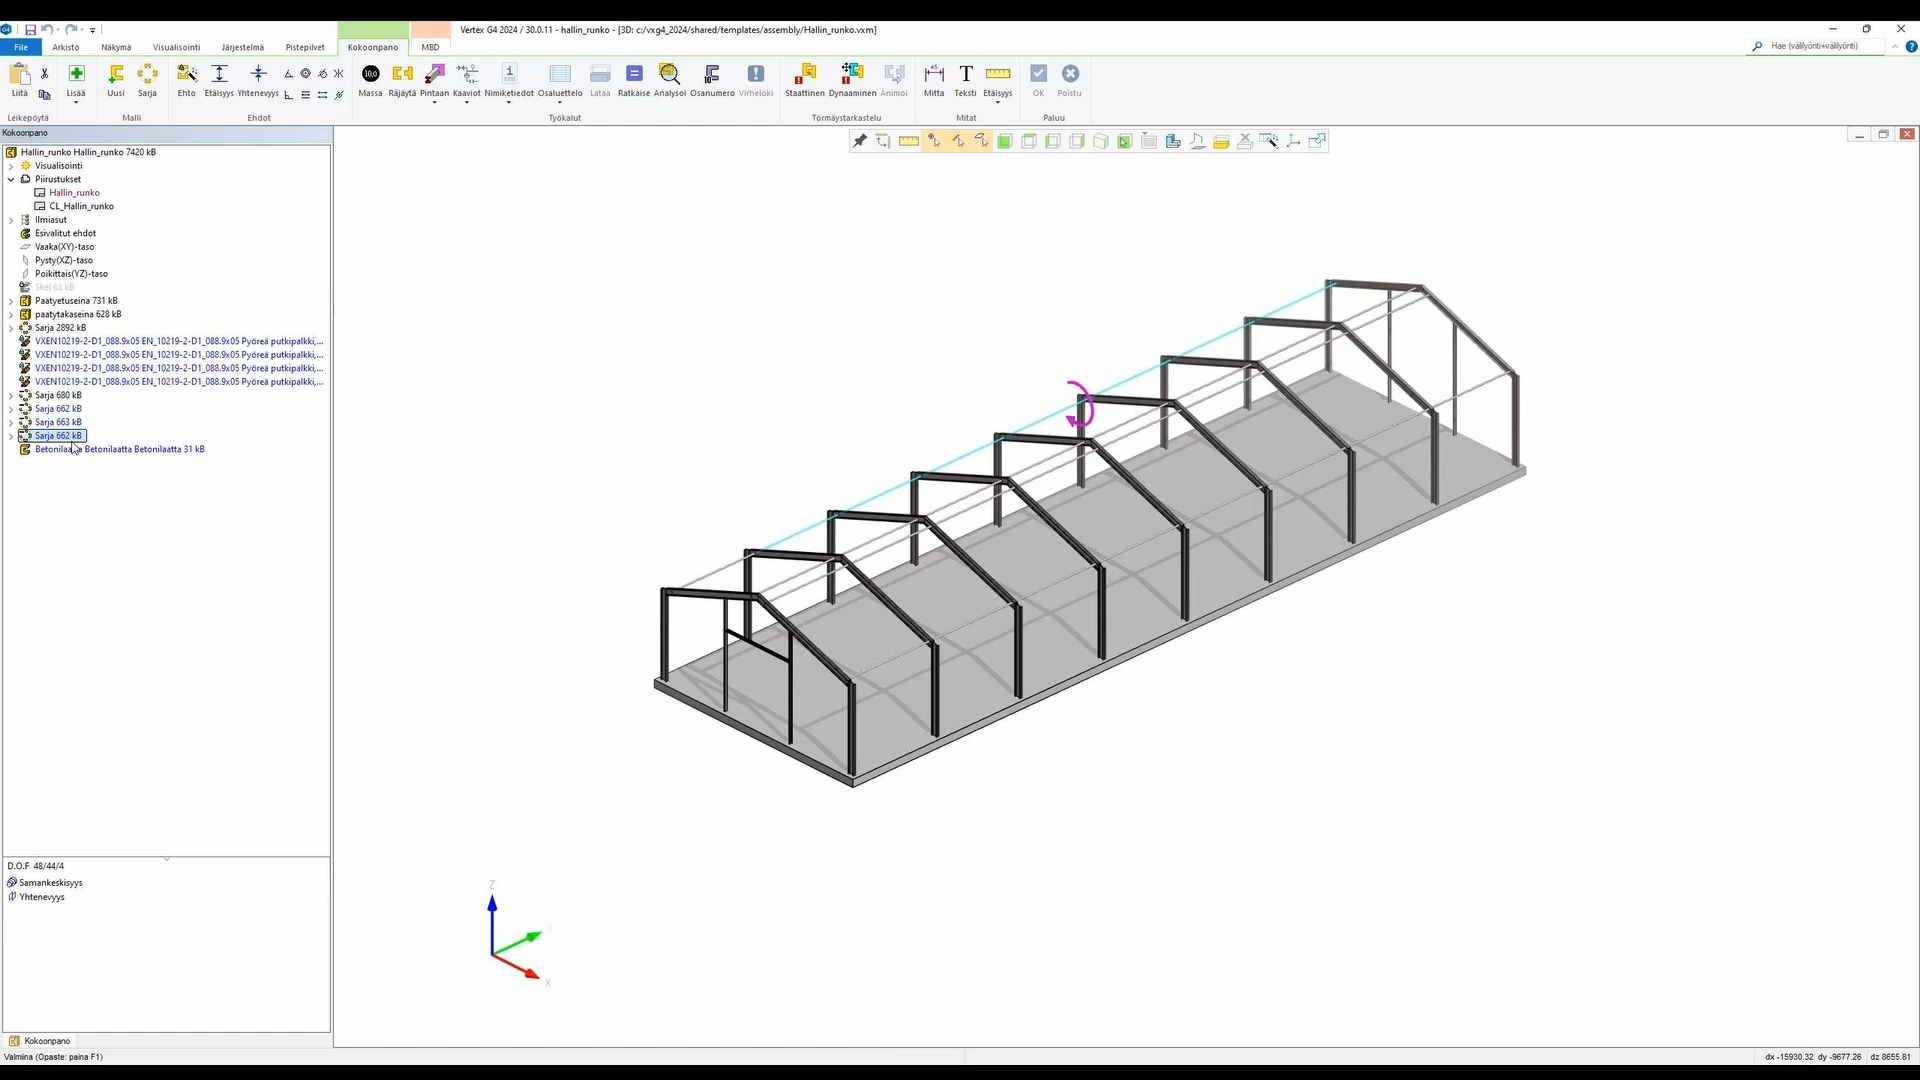 Vertex G4 2024 / 30.0.11 - hallin_runko - [3D: c:/vxg4_2024/shared/templates/assembly/Hallin_runko.vxm]
File Arkisto Näkymä Visualisointi Järjestelmä Pistepilvet Kokoonpano MBD
Hae (välilyönti+välilyönti)
Liitä Lisää Uusi Sarja Ehto Etäisyys Yhtenevyys Massa Räjäytä Pintaan Kaaviot Nimiketiedot Osaluettelo Lataa Ratkaise Analysoi Osanumero Virheloki Staattinen Dynaaminen Animoi Mitta Teksti Etäisyys OK Poistu
Leikepöytä Malli Ehdot Työkalut Törmäystarkastelu Mitat Paluu
Kokoonpano
Hallin_runko Hallin_runko 7420 kB
Visualisointi
Piirustukset
Hallin_runko
CL_Hallin_runko
Ilmiasut
Esivalitut ehdot
Vaaka(XY)-taso
Pysty(XZ)-taso
Poikittais(YZ)-taso
Skel 68 kB
Paatyetuseina 731 kB
paatytakaseina 628 kB
Sarja 2892 kB
VXEN10219-2-D1_088.9x05 EN_10219-2-D1_088.9x05 Pyöreä putkipalkki,...
VXEN10219-2-D1_088.9x05 EN_10219-2-D1_088.9x05 Pyöreä putkipalkki,...
VXEN10219-2-D1_088.9x05 EN_10219-2-D1_088.9x05 Pyöreä putkipalkki,...
VXEN10219-2-D1_088.9x05 EN_10219-2-D1_088.9x05 Pyöreä putkipalkki,...
Sarja 680 kB
Sarja 662 kB
Sarja 663 kB
Sarja 662 kB
Betonilaatta Betonilaatta Betonilaatta 31 kB
D.O.F 48/44/4
Samankeskisyys
Yhtenevyys
Z
Y
X
Kokoonpano
Valmiina (Opaste: paina F1)
dx -15930.32 dy -9677.26 dz 8655.81